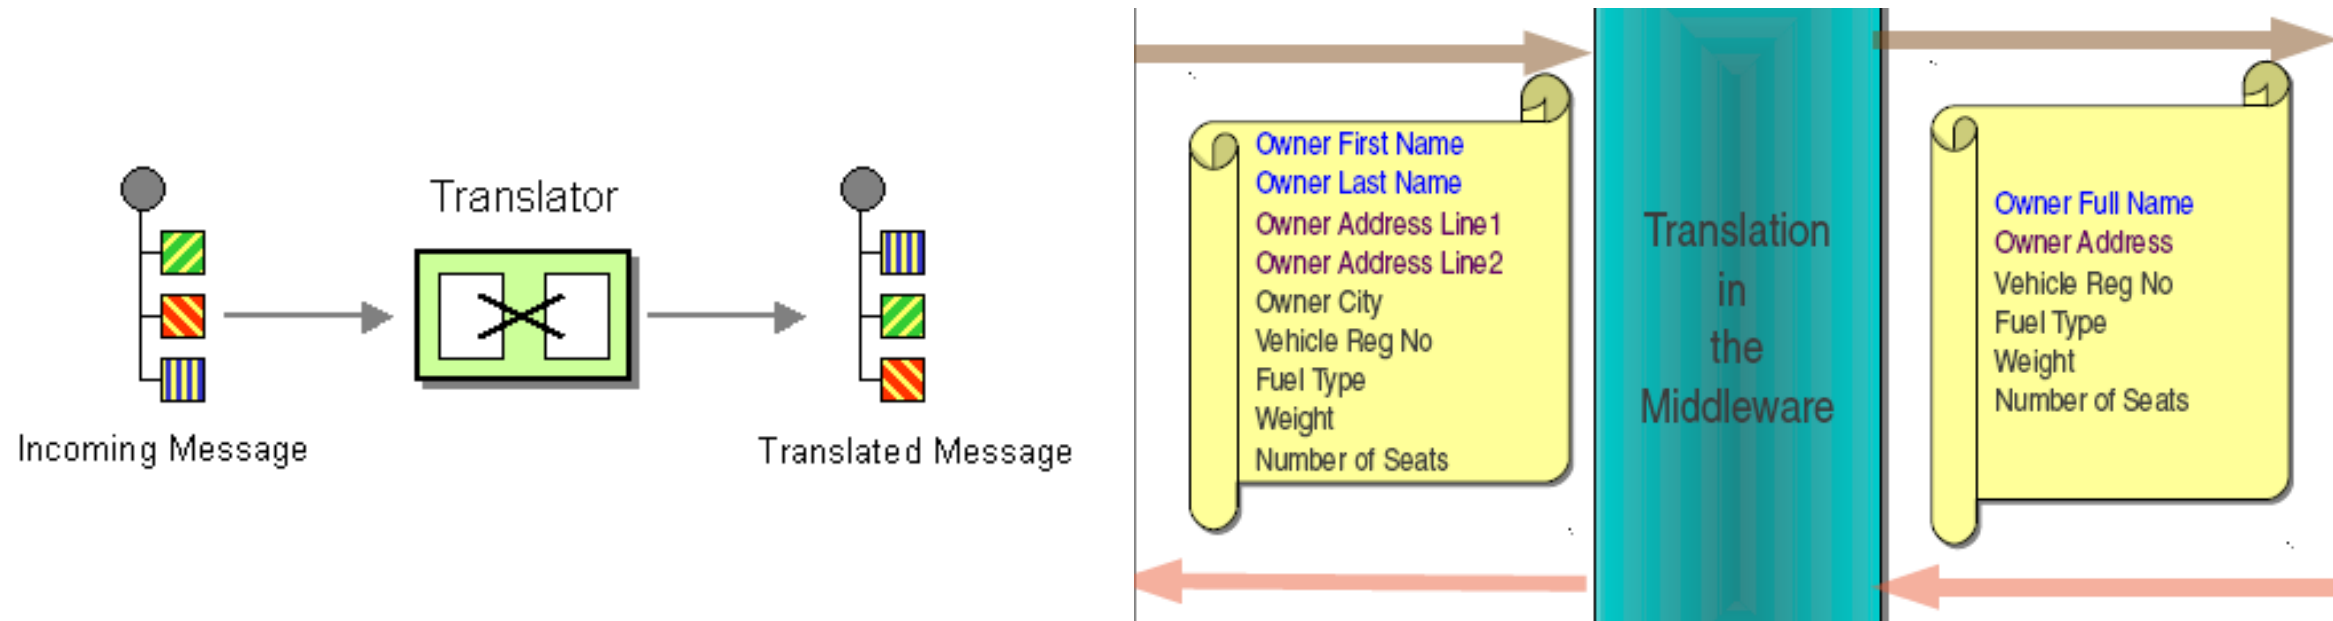 Translator
Incoming Message
Translated Message
Owner First Name
Owner Last Name
Owner Address Line1
Owner Address Line2
Owner City
Vehicle Reg No
Fuel Type
Weight
Number of Seats
Translation
in
the
Middleware
Owner Full Name
Owner Address
Vehicle Reg No
Fuel Type
Weight
Number of Seats